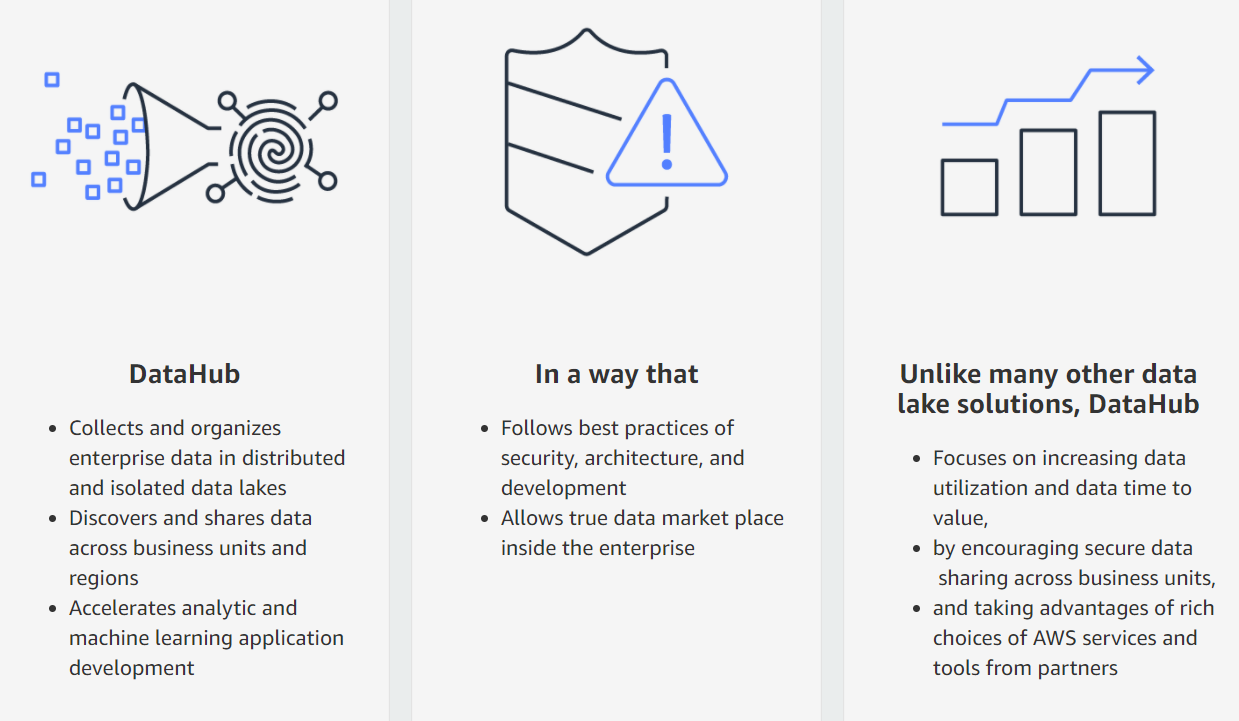 DataHub
Collects and organizes
enterprise data in distributed
and isolated data lakes
Discovers and shares data
across business units and
regions
Accelerates analytic and
machine learning application
development
In a way that
Follows best practices of
security, architecture, and
development
Allows true data market place
inside the enterprise
Unlike many other data
lake solutions, DataHub
Focuses on increasing data
utilization and data time to
value,
by encouraging secure data
sharing across business units,
and taking advantages of rich
choices of AWS services and
tools from partners